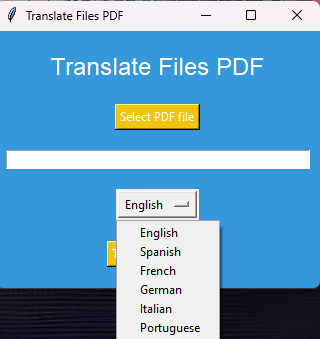 Translate Files PDF
Translate Files PDF
Select PDF file
English
English
Spanish
French
German
Italian
Portuguese